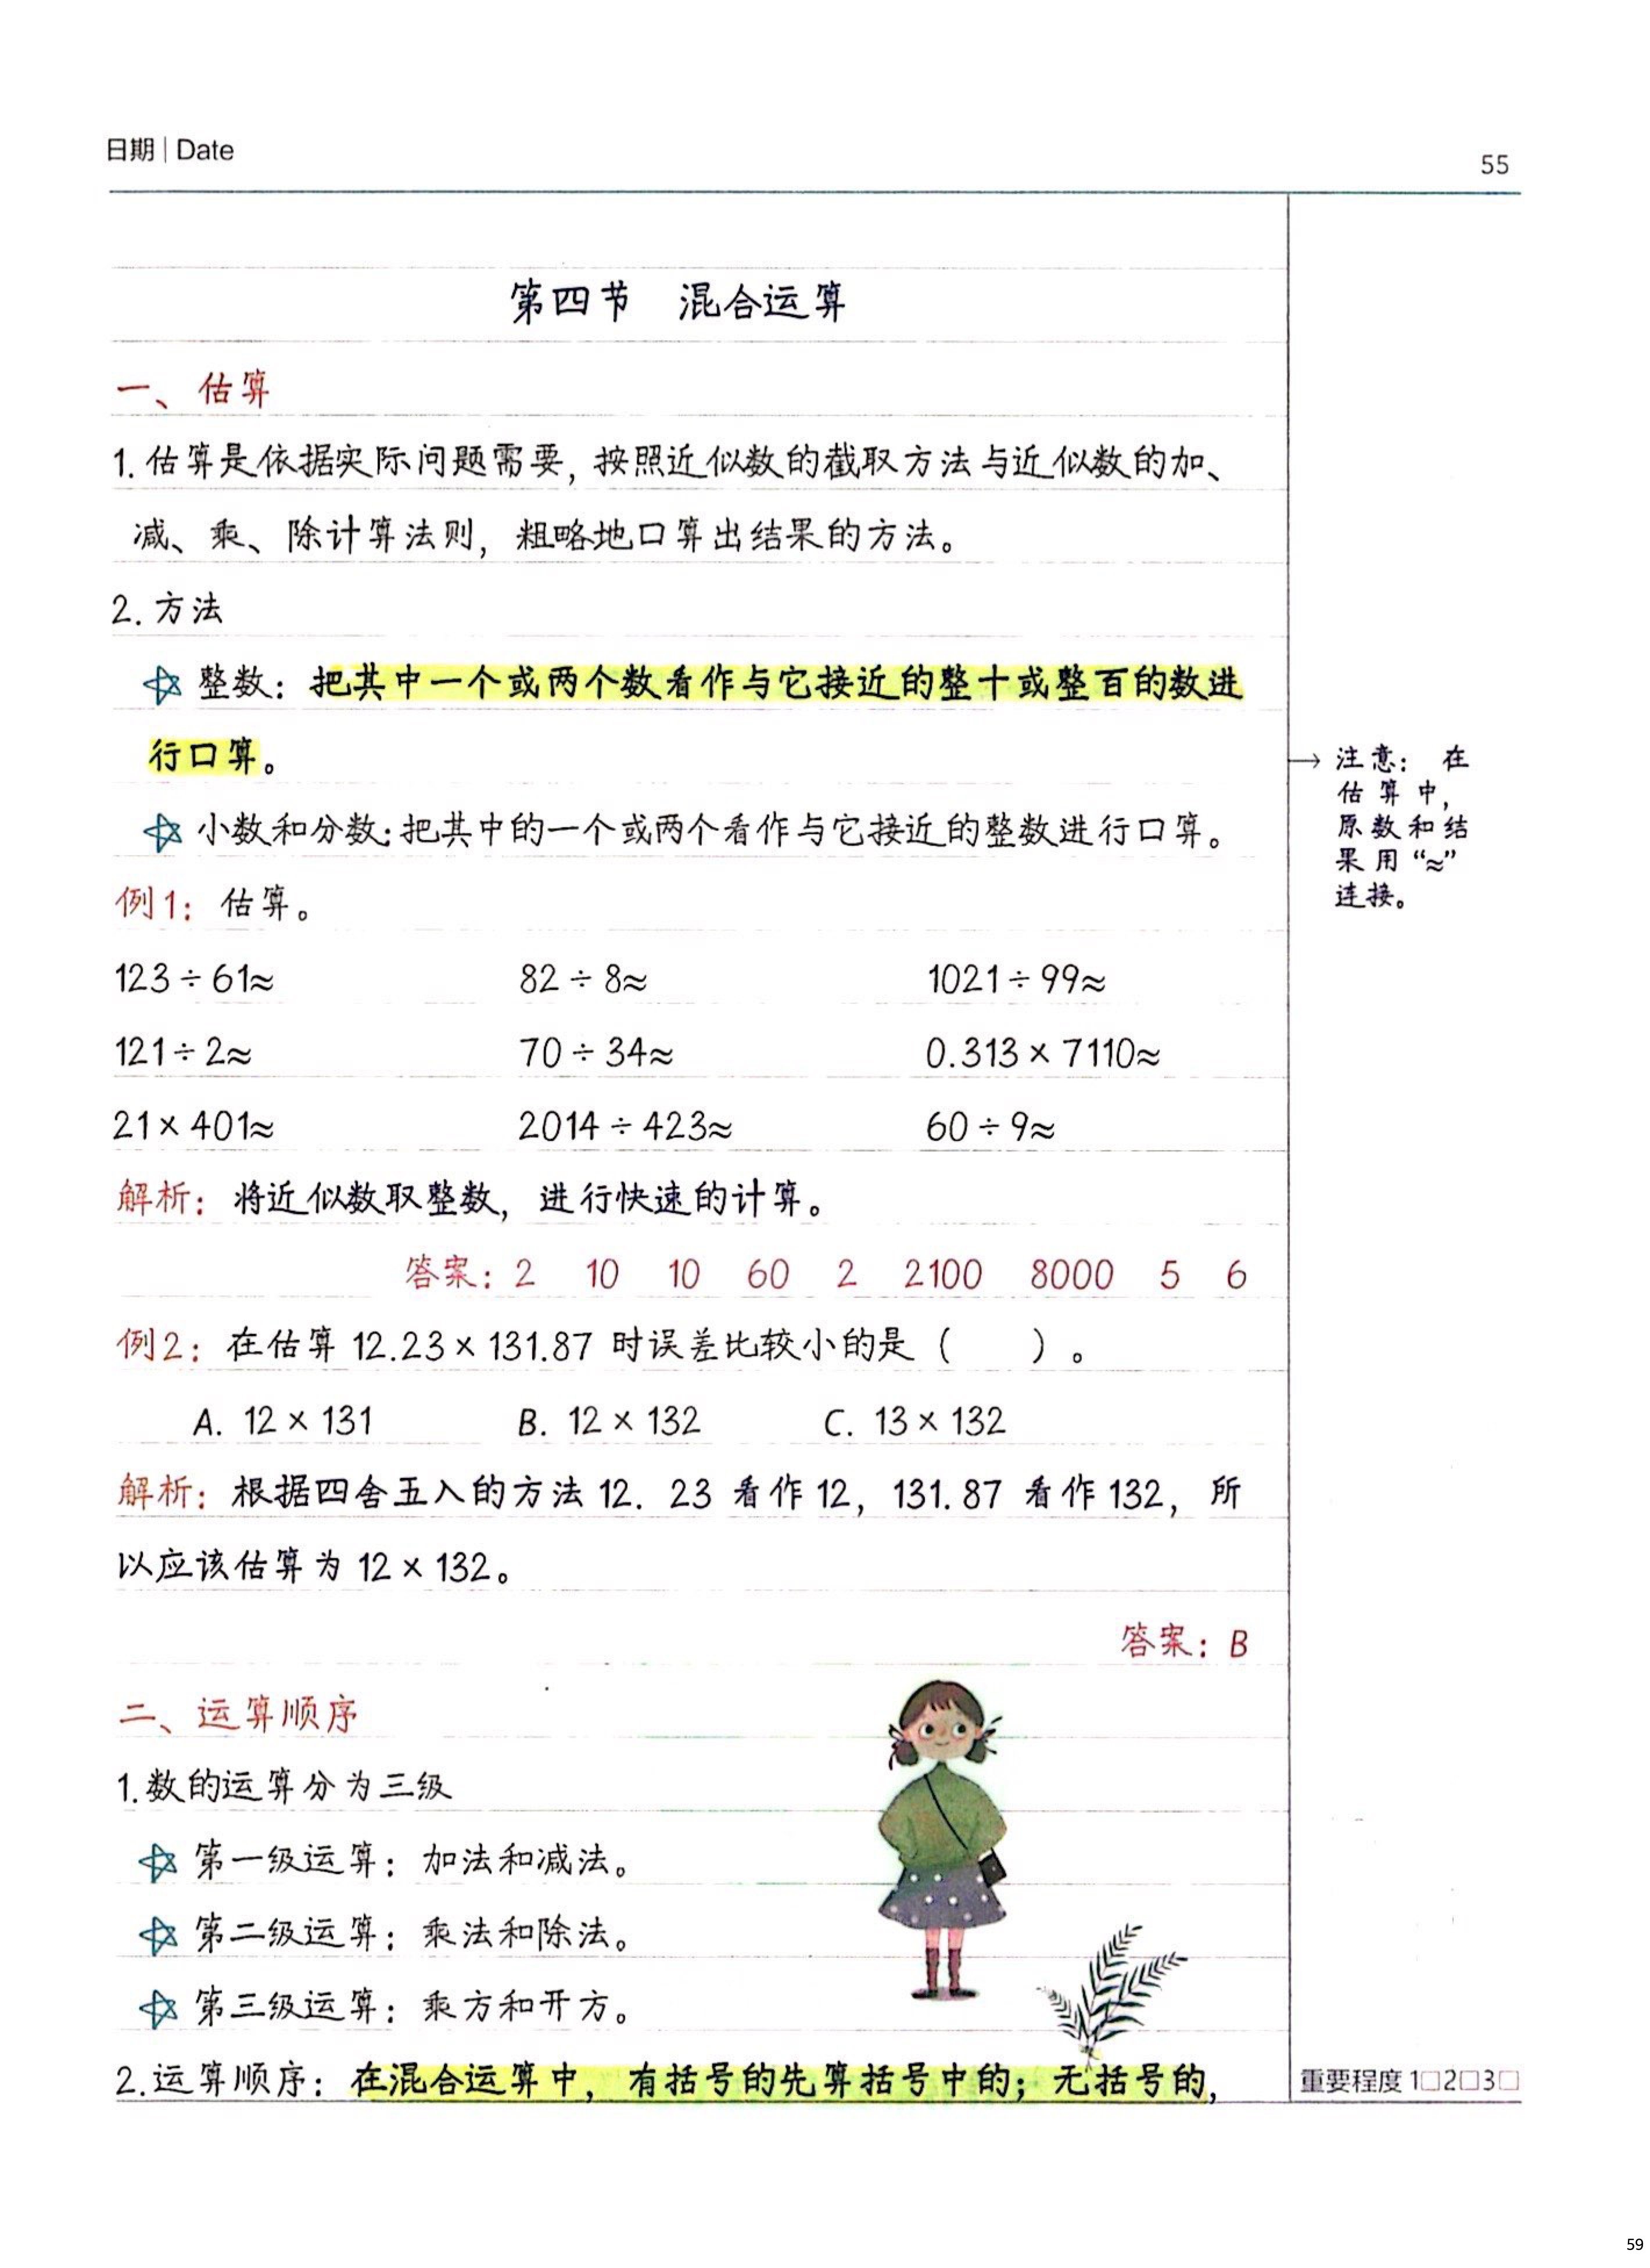 日期 | Date
55
第四节 混合运算
一、估算
1. 估算是依据实际问题需要, 按照近似数的截取方法与近似数的加、
减、乘、除计算法则, 粗略地口算出结果的方法。
2. 方法
☆ 整数: 把其中一个或两个数看作与它接近的整十或整百的数进
行口算。
→ 注意: 在
估算中,
原数和结
果用“≈”
连接。
☆ 小数和分数: 把其中的一个或两个看作与它接近的整数进行口算。
例1: 估算。
123÷61≈ 82÷8≈ 1021÷99≈
121÷2≈ 70÷34≈ 0.313×7110≈
21×401≈ 2014÷423≈ 60÷9≈
解析: 将近似数取整数, 进行快速的计算。
答案: 2 10 10 60 2 2100 8000 5 6
例2: 在估算 12.23×131.87 时误差比较小的是 ( )。
A. 12×131 B. 12×132 C. 13×132
解析: 根据四舍五入的方法 12. 23 看作 12, 131. 87 看作 132, 所
以应该估算为 12×132。
答案: B
二、运算顺序
1. 数的运算分为三级
☆ 第一级运算: 加法和减法。
☆ 第二级运算: 乘法和除法。
☆ 第三级运算: 乘方和开方。
2. 运算顺序: 在混合运算中, 有括号的先算括号中的; 无括号的,
重要程度 1□2□3□
59